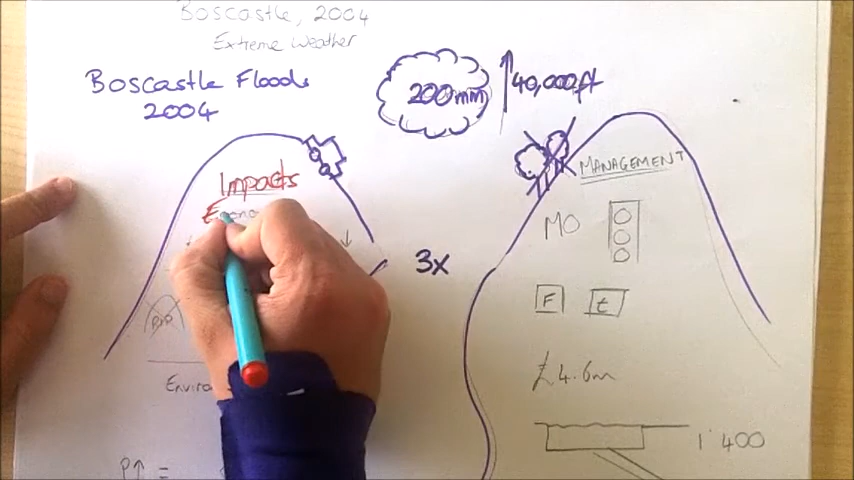 Boscastle, 2004
Extreme Weather
Boscastle Floods
2004
200mm
40,000ft
Impacts
MANAGEMENT
MO
3x
F
t
£4.6m
1:400
P↑ =